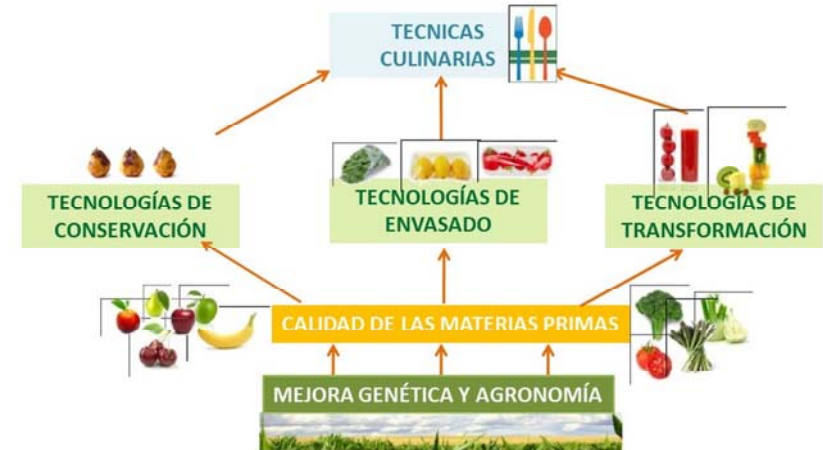 TECNICAS
CULINARIAS
TECNOLOGÍAS DE
CONSERVACIÓN
TECNOLOGÍAS DE
ENVASADO
TECNOLOGÍAS DE
TRANSFORMACIÓN
CALIDAD DE LAS MATERIAS PRIMAS
MEJORA GENÉTICA Y AGRONOMÍA